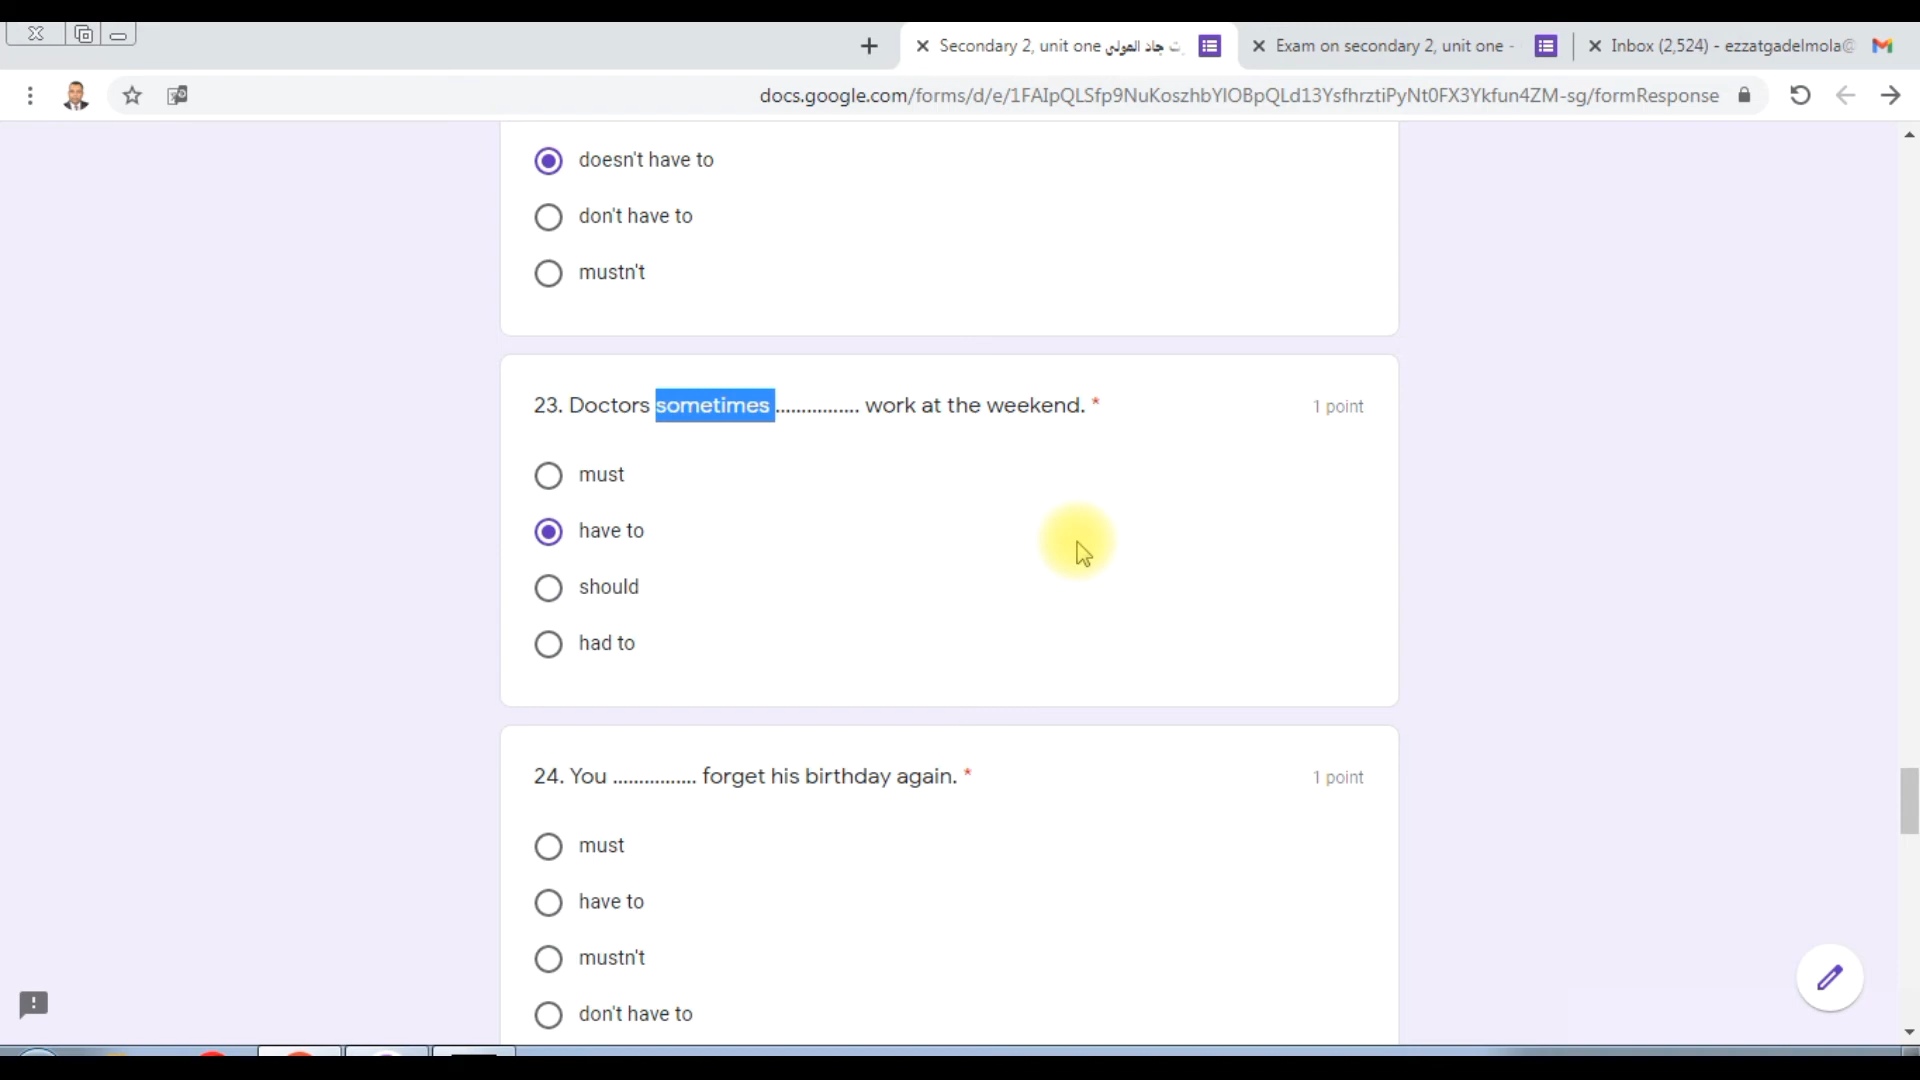 Secondary 2, unit one ت جاد المولى
Exam on secondary 2, unit one -
Inbox (2,524) - ezzatgadelmola@
docs.google.com/forms/d/e/1FAIpQLSfp9NuKoszhbYlOBpQLd13YsfhrztiPyNt0FX3Ykfun4ZM-sg/formResponse
doesn't have to
don't have to
mustn't
23. Doctors sometimes ................ work at the weekend. *
1 point
must
have to
should
had to
24. You ................ forget his birthday again. *
1 point
must
have to
mustn't
don't have to